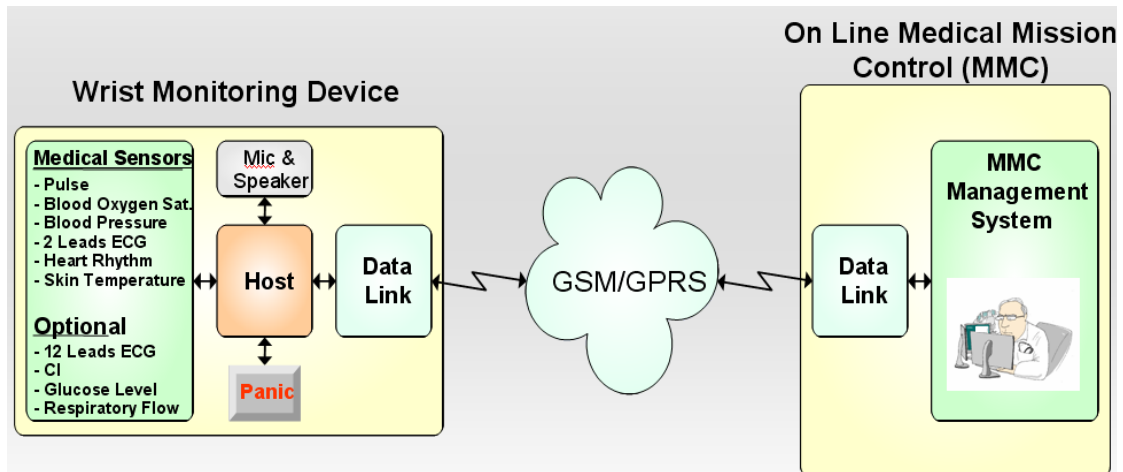 On Line Medical Mission
Control (MMC)
Wrist Monitoring Device
Medical Sensors
- Pulse
- Blood Oxygen Sat.
- Blood Pressure
- 2 Leads ECG
- Heart Rhythm
- Skin Temperature
Optional
- 12 Leads ECG
- CI
- Glucose Level
- Respiratory Flow
Mic &
Speaker
Host
Panic
Data
Link
GSM/GPRS
Data
Link
MMC
Management
System